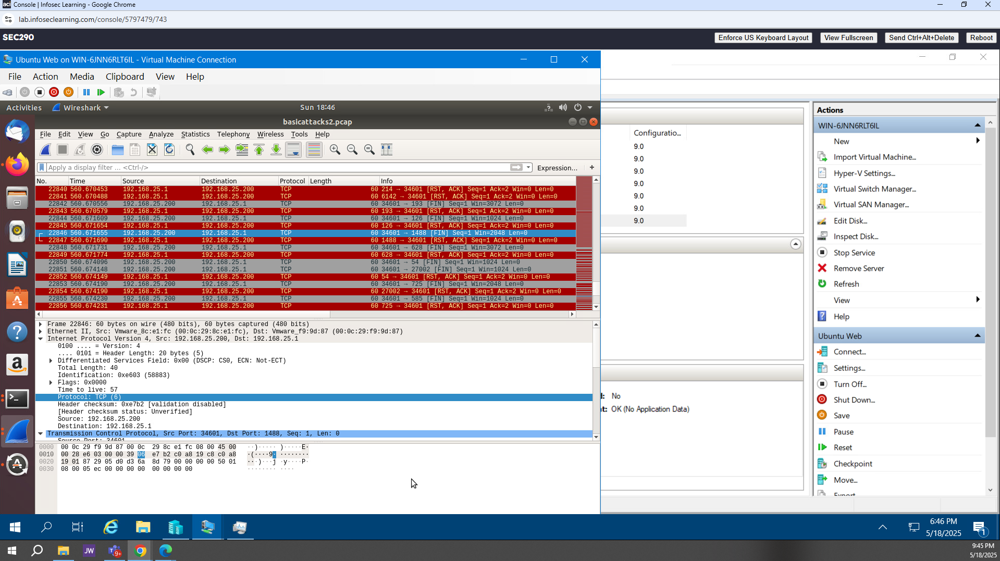 Console | Infosec Learning - Google Chrome
lab.infoseclearning.com/console/5797479/743
SEC290
Enforce US Keyboard Layout
View Fullscreen
Send Ctrl+Alt+Delete
Reboot
Ubuntu Web on WIN-6JNN6RLT6IL - Virtual Machine Connection
File Action Media Clipboard View Help
Activities Wireshark Sun 18:46
basicattacks2.pcap
File Edit View Go Capture Analyze Statistics Telephony Wireless Tools Help
Apply a display filter ... <Ctrl-/> Expression... +
No. Time Source Destination Protocol Length Info
22840 560.670453 192.168.25.1 192.168.25.200 TCP 60 214 → 34601 [RST, ACK] Seq=1 Ack=2 Win=0 Len=0
22841 560.670488 192.168.25.1 192.168.25.200 TCP 60 6142 → 34601 [RST, ACK] Seq=1 Ack=2 Win=0 Len=0
22842 560.670556 192.168.25.200 192.168.25.1 TCP 60 34601 → 193 [FIN] Seq=1 Win=3072 Len=0
22843 560.670579 192.168.25.1 192.168.25.200 TCP 60 193 → 34601 [RST, ACK] Seq=1 Ack=2 Win=0 Len=0
22844 560.671609 192.168.25.200 192.168.25.1 TCP 60 34601 → 126 [FIN] Seq=1 Win=1024 Len=0
22845 560.671654 192.168.25.1 192.168.25.200 TCP 60 126 → 34601 [RST, ACK] Seq=1 Ack=2 Win=0 Len=0
22846 560.671655 192.168.25.200 192.168.25.1 TCP 60 34601 → 1488 [FIN] Seq=1 Win=2048 Len=0
22847 560.671690 192.168.25.1 192.168.25.200 TCP 60 1488 → 34601 [RST, ACK] Seq=1 Ack=2 Win=0 Len=0
22848 560.671731 192.168.25.200 192.168.25.1 TCP 60 34601 → 628 [FIN] Seq=1 Win=3072 Len=0
22849 560.671774 192.168.25.1 192.168.25.200 TCP 60 628 → 34601 [RST, ACK] Seq=1 Ack=2 Win=0 Len=0
22850 560.674096 192.168.25.200 192.168.25.1 TCP 60 34601 → 54 [FIN] Seq=1 Win=1024 Len=0
22851 560.674148 192.168.25.200 192.168.25.1 TCP 60 34601 → 27002 [FIN] Seq=1 Win=1024 Len=0
22852 560.674149 192.168.25.1 192.168.25.200 TCP 60 54 → 34601 [RST, ACK] Seq=1 Ack=2 Win=0 Len=0
22853 560.674190 192.168.25.200 192.168.25.1 TCP 60 34601 → 725 [FIN] Seq=1 Win=2048 Len=0
22854 560.674190 192.168.25.1 192.168.25.200 TCP 60 27002 → 34601 [RST, ACK] Seq=1 Ack=2 Win=0 Len=0
22855 560.674230 192.168.25.200 192.168.25.1 TCP 60 34601 → 585 [FIN] Seq=1 Win=1024 Len=0
22856 560.674231 192.168.25.1 192.168.25.200 TCP 60 725 → 34601 [RST, ACK] Seq=1 Ack=2 Win=0 Len=0
Frame 22846: 60 bytes on wire (480 bits), 60 bytes captured (480 bits)
Ethernet II, Src: Vmware_8c:e1:fc (00:0c:29:8c:e1:fc), Dst: Vmware_f9:9d:87 (00:0c:29:f9:9d:87)
Internet Protocol Version 4, Src: 192.168.25.200, Dst: 192.168.25.1
0100 .... = Version: 4
.... 0101 = Header Length: 20 bytes (5)
Differentiated Services Field: 0x00 (DSCP: CS0, ECN: Not-ECT)
Total Length: 40
Identification: 0xe603 (58883)
Flags: 0x0000
Time to live: 57
Protocol: TCP (6)
Header checksum: 0xe7b2 [validation disabled]
[Header checksum status: Unverified]
Source: 192.168.25.200
Destination: 192.168.25.1
Transmission Control Protocol, Src Port: 34601, Dst Port: 1488, Seq: 1, Len: 0
Source Port: 34601
0000 00 0c 29 f9 9d 87 00 0c 29 8c e1 fc 08 00 45 00 ··)····· )·····E·
0010 00 28 e6 03 00 00 39 06 e7 b2 c0 a8 19 c8 c0 a8 ·(····9· ········
0020 19 01 87 29 05 d0 d3 6a 8d 79 00 00 00 00 50 01 ···)···j ·y····P·
0030 08 00 05 ec 00 00 00 00 00 00 00 00 ········ ····
Configuratio...
9.0
9.0
9.0
9.0
9.0
9.0
9.0
No
OK (No Application Data)
Actions
WIN-6JNN6RLT6IL
New
Import Virtual Machine...
Hyper-V Settings...
Virtual Switch Manager...
Virtual SAN Manager...
Edit Disk...
Inspect Disk...
Stop Service
Remove Server
Refresh
View
Help
Ubuntu Web
Connect...
Settings...
Turn Off...
Shut Down...
Save
Pause
Reset
Checkpoint
Move...
Export...
6:46 PM
5/18/2025
1
JW
9+
9:45 PM
5/18/2025